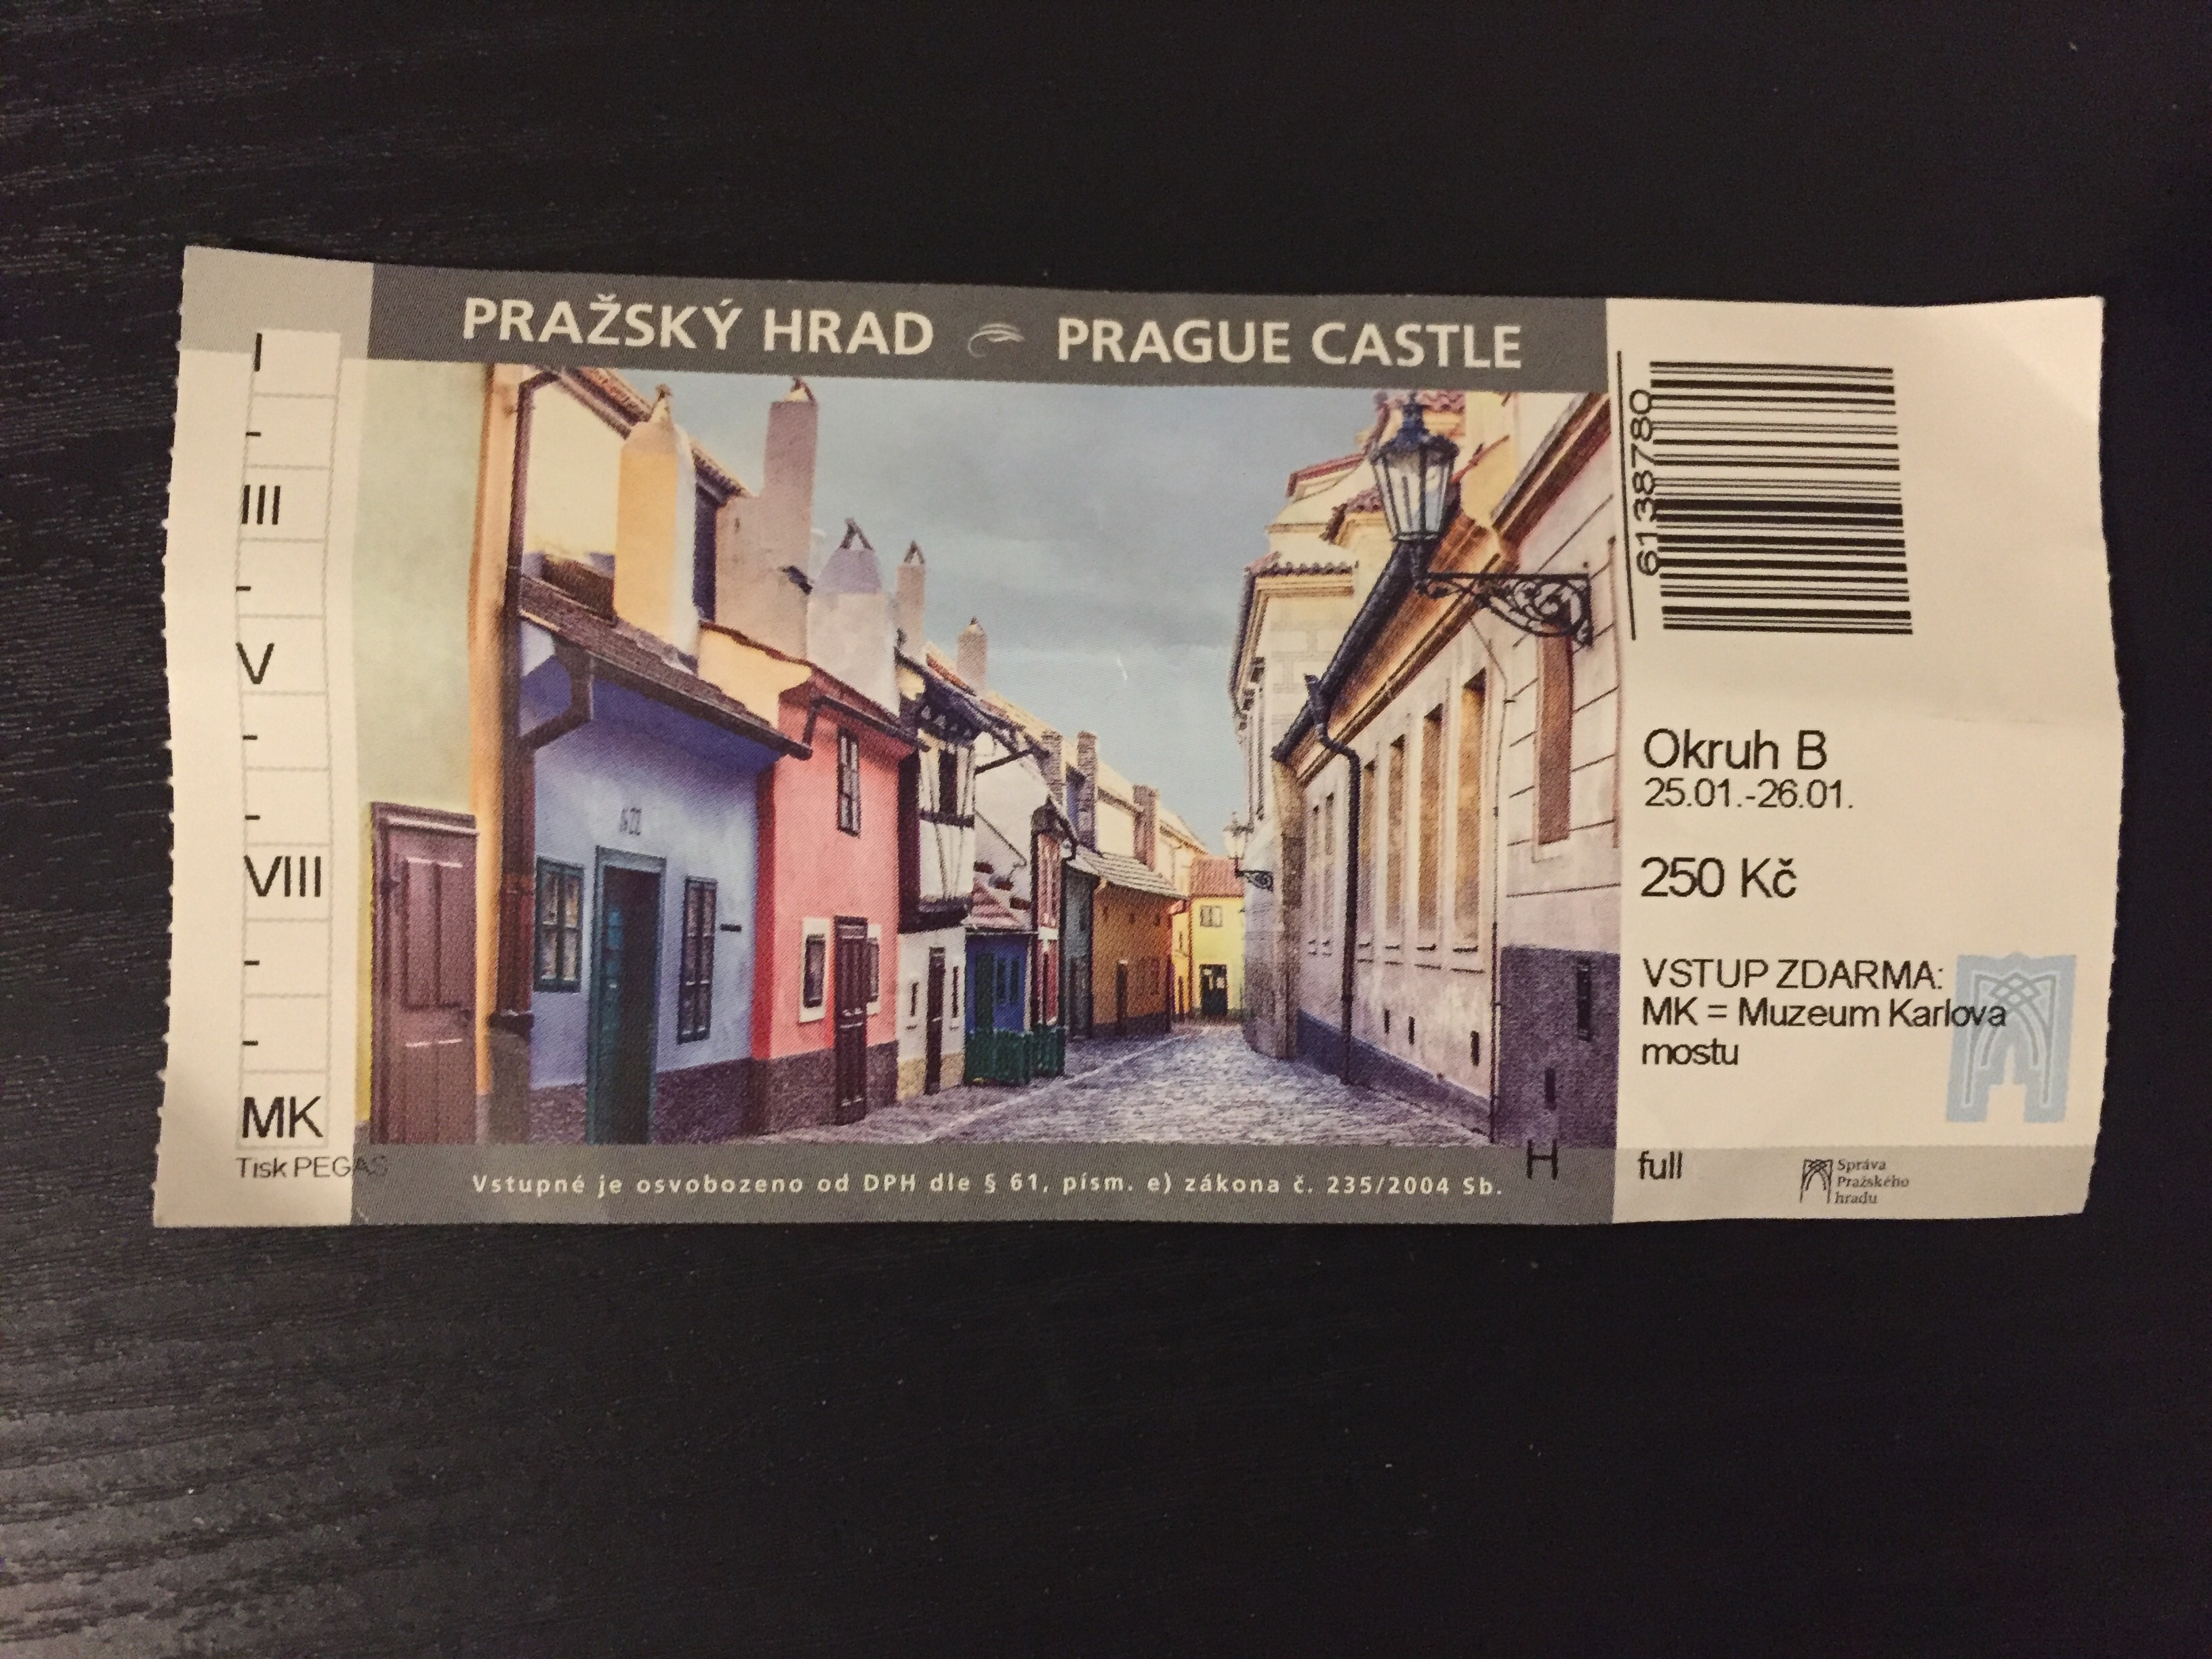 PRAŽSKÝ HRAD PRAGUE CASTLE
I
-
III
-
V
-
-
VIII
-
-
MK
Tisk PEGAS
Vstupné je osvobozeno od DPH dle § 61, písm. e) zákona č. 235/2004 Sb.
H
61387780
Okruh B
25.01.-26.01.
250 Kč
VSTUP ZDARMA:
MK = Muzeum Karlova
mostu
full
Správa
Pražského
hradu